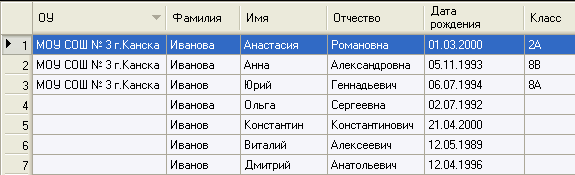 ОУ Фамилия Имя Отчество Дата рождения Класс
1 МОУ СОШ № 3 г.Канска Иванова Анастасия Романовна 01.03.2000 2А
2 МОУ СОШ № 3 г.Канска Иванова Анна Александровна 05.11.1993 8В
3 МОУ СОШ № 3 г.Канска Иванов Юрий Геннадьевич 06.07.1994 8А
4 Иванова Ольга Сергеевна 02.07.1992
5 Иванов Константин Константинович 21.04.2000
6 Иванов Виталий Алексеевич 12.05.1989
7 Иванов Дмитрий Анатольевич 12.04.1996